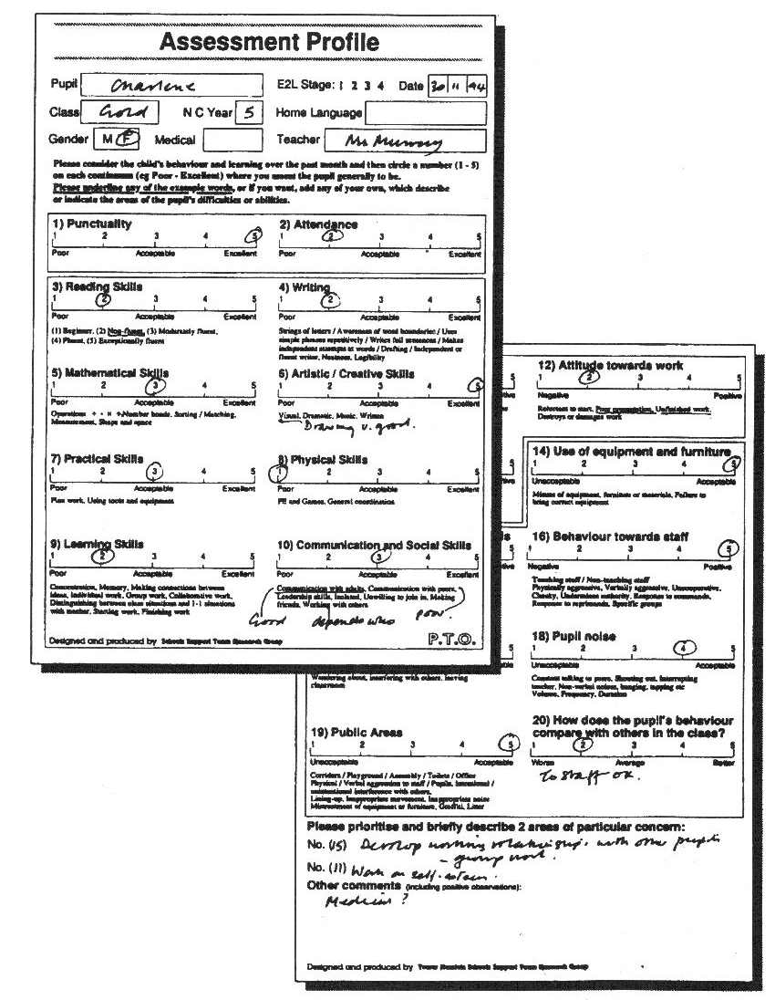 Assessment Profile
Pupil Charlene E2L Stage: 1 2 3 4 Date 30 11 94
Class Gold N C Year 5 Home Language
Gender M F Medical Teacher Ms Murray
Please consider the child's behaviour and learning over the past month and then circle a number (1 - 5)
on each continuum (eg Poor - Excellent) where you assess the pupil generally to be.
Please underline any of the example words, or if you want, add any of your own, which describe
or indicate the areas of the pupil's difficulties or abilities.
1) Punctuality
1 2 3 4 5
Poor Acceptable Excellent
2) Attendance
1 2 3 4 5
Poor Acceptable Excellent
3) Reading Skills
1 2 3 4 5
Poor Acceptable Excellent
(1) Beginner, (2) Non-fluent, (3) Moderately fluent,
(4) Fluent, (5) Exceptionally fluent
4) Writing
1 2 3 4 5
Poor Acceptable Excellent
Strings of letters / Awareness of word boundaries / Uses
simple phrases repetitively / Writes full sentences / Makes
independent attempts at words / Drafting / Independent or
fluent writer, Neatness, Legibility
5) Mathematical Skills
1 2 3 4 5
Poor Acceptable Excellent
Operations + - × ÷ Number bonds, Sorting / Matching,
Measurement, Shape and space
6) Artistic / Creative Skills
1 2 3 4 5
Poor Acceptable Excellent
Visual, Dramatic, Music, Written
Drawing v. good.
7) Practical Skills
1 2 3 4 5
Poor Acceptable Excellent
Plan work, Using tools and equipment
8) Physical Skills
1 2 3 4 5
Poor Acceptable Excellent
PE and Games, General coordination
9) Learning Skills
1 2 3 4 5
Poor Acceptable Excellent
Concentration, Memory, Making connections between
ideas, Individual work, Group work, Collaborative work,
Distinguishing between class situations and 1-1 situations
with teacher, Starting work, Finishing work
10) Communication and Social Skills
1 2 3 4 5
Poor Acceptable Excellent
Communication with adults, Communication with peers,
Leadership skills, Isolated, Unwilling to join in, Making
friends, Working with others
Good depends who poor.
Designed and produced by Schools Support Team Research Group
P.T.O.
12) Attitude towards work
1 2 3 4 5
Negative Positive
Reluctant to start, Poor presentation, Unfinished work,
Destroys or damages work
14) Use of equipment and furniture
1 2 3 4 5
Unacceptable Acceptable
Misuse of equipment, furniture or materials, Failure to
bring correct equipment
16) Behaviour towards staff
1 2 3 4 5
Negative Positive
Teaching staff / Non-teaching staff
Physically aggressive, Verbally aggressive, Uncooperative,
Cheeky, Undermines authority, Response to commands,
Response to reprimands, Specific groups
18) Pupil noise
1 2 3 4 5
Unacceptable Acceptable
Constant talking to peers, Shouting out, Interrupting
teacher, Non-verbal noises, banging, tapping etc
Volume, Frequency, Duration
Wandering about, Interfering with others, leaving
classroom
19) Public Areas
1 2 3 4 5
Unacceptable Acceptable
Corridors / Playground / Assembly / Toilets / Office
Physical / Verbal aggression to staff / Pupils, Intentional /
unintentional interference with others,
Lining-up, Inappropriate movement, Inappropriate noise
Mistreatment of equipment or furniture, Graffiti, Litter
20) How does the pupil's behaviour
compare with others in the class?
1 2 3 4 5
Worse Average Better
To staff OK.
Please prioritise and briefly describe 2 areas of particular concern:
No. (15) Develop working relationships with other pupils
- group work.
No. (11) Work on self-esteem.
Other comments (including positive observations):
Medicin ?
Designed and produced by Schools Support Team Research Group